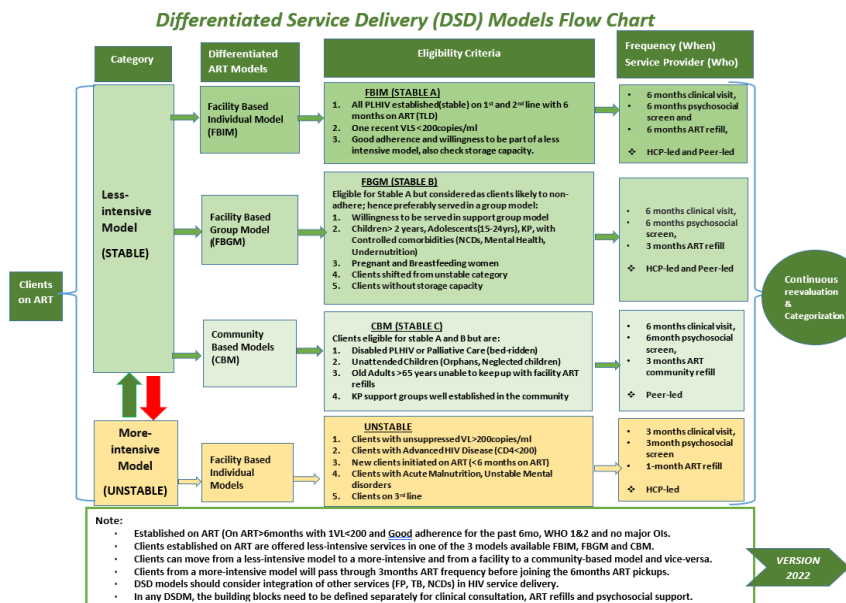 Differentiated Service Delivery (DSD) Models Flow Chart
Category
Differentiated
ART Models
Eligibility Criteria
Frequency (When)
Service Provider (Who)
Clients
on ART
Less-
intensive
Model
(STABLE)
Facility Based
Individual Model
(FBIM)
FBIM (STABLE A)
1. All PLHIV established(stable) on 1st and 2nd line with 6
months on ART (TLD)
2. One recent VLS <200copies/ml
3. Good adherence and willingness to be part of a less
intensive model, also check storage capacity.
• 6 months clinical visit,
• 6 months psychosocial
screen and
• 6 months ART refill,
❖ HCP-led and Peer-led
Facility Based
Group Model
(FBGM)
FBGM (STABLE B)
Eligible for Stable A but considered as clients likely to non-
adhere; hence preferably served in a group model:
1. Willingness to be served in support group model
2. Children> 2 years, Adolescents(15-24yrs), KP, with
Controlled comorbidities (NCDs, Mental Health,
Undernutrition)
3. Pregnant and Breastfeeding women
4. Clients shifted from unstable category
5. Clients without storage capacity
• 6 months clinical visit,
• 6 months psychosocial
screen,
• 3 months ART refill
❖ HCP-led and Peer-led
Community
Based Models
(CBM)
CBM (STABLE C)
Clients eligible for stable A and B but are:
1. Disabled PLHIV or Palliative Care (bed-ridden)
2. Unattended Children (Orphans, Neglected children)
3. Old Adults >65 years unable to keep up with facility ART
refills
4. KP support groups well established in the community
• 6 months clinical visit,
• 6month psychosocial
screen,
• 3 months ART
community refill
❖ Peer-led
Continuous
reevaluation
&
Categorization
More-
intensive
Model
(UNSTABLE)
Facility Based
Individual
Models
UNSTABLE
1. Clients with unsuppressed VL>200copies/ml
2. Clients with Advanced HIV Disease (CD4<200)
3. New clients initiated on ART (<6 months on ART)
4. Clients with Acute Malnutrition, Unstable Mental
disorders
5. Clients on 3rd line
• 3 months clinical visit,
• 3month psychosocial
screen
• 1-month ART refill
❖ HCP-led
Note:
• Established on ART (On ART>6months with 1VL<200 and Good adherence for the past 6mo, WHO 1&2 and no major OIs.
• Clients established on ART are offered less-intensive services in one of the 3 models available FBIM, FBGM and CBM.
• Clients can move from a less-intensive model to a more-intensive and from a facility to a community-based model and vice-versa.
• Clients from a more-intensive model will pass through 3months ART frequency before joining the 6months ART pickups.
• DSD models should consider integration of other services (FP, TB, NCDs) in HIV service delivery.
• In any DSDM, the building blocks need to be defined separately for clinical consultation, ART refills and psychosocial support.
VERSION
2022